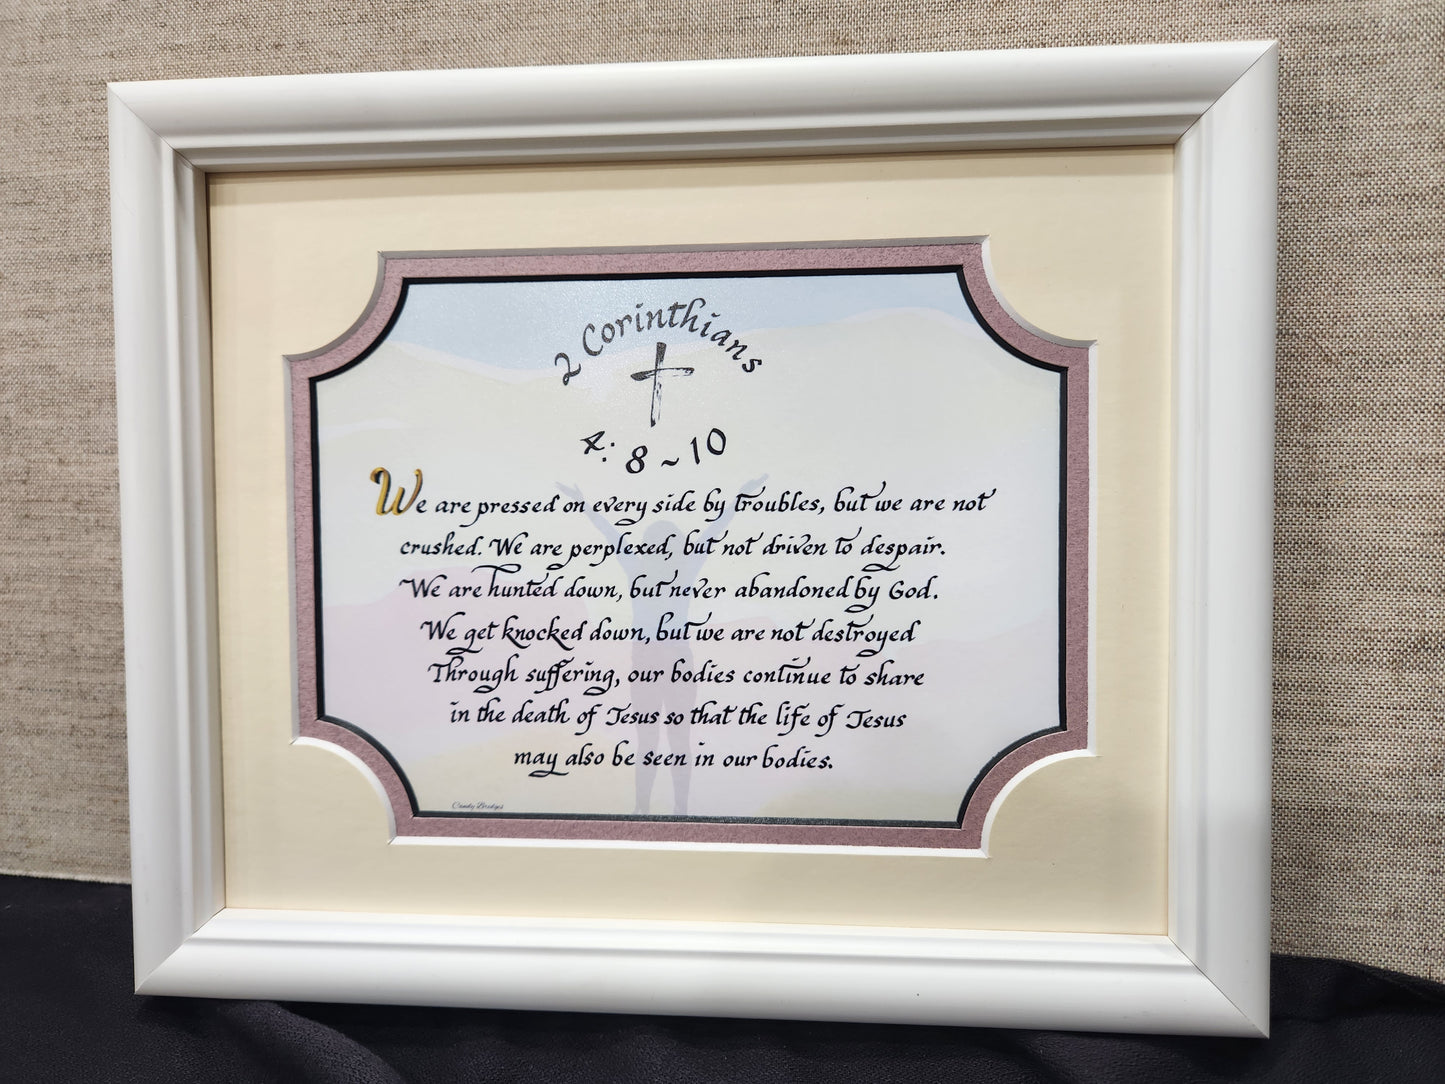 2 Corinthians
4: 8~10
We are pressed on every side by troubles, but we are not
crushed. We are perplexed, but not driven to despair.
We are hunted down, but never abandoned by God.
We get knocked down, but we are not destroyed
Through suffering, our bodies continue to share
in the death of Jesus so that the life of Jesus
may also be seen in our bodies.
Candy Bridges